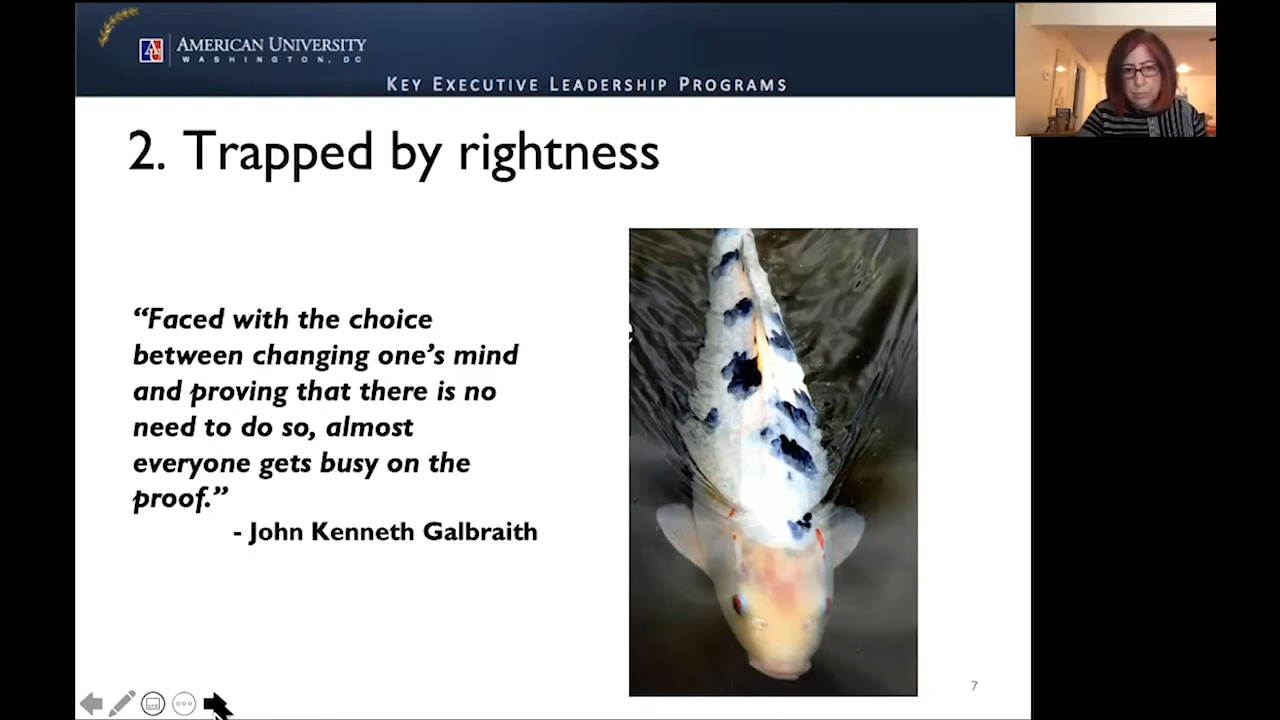 AMERICAN UNIVERSITY
WASHINGTON, DC
KEY EXECUTIVE LEADERSHIP PROGRAMS
2. Trapped by rightness
“Faced with the choice
between changing one’s mind
and proving that there is no
need to do so, almost
everyone gets busy on the
proof.”
- John Kenneth Galbraith
7